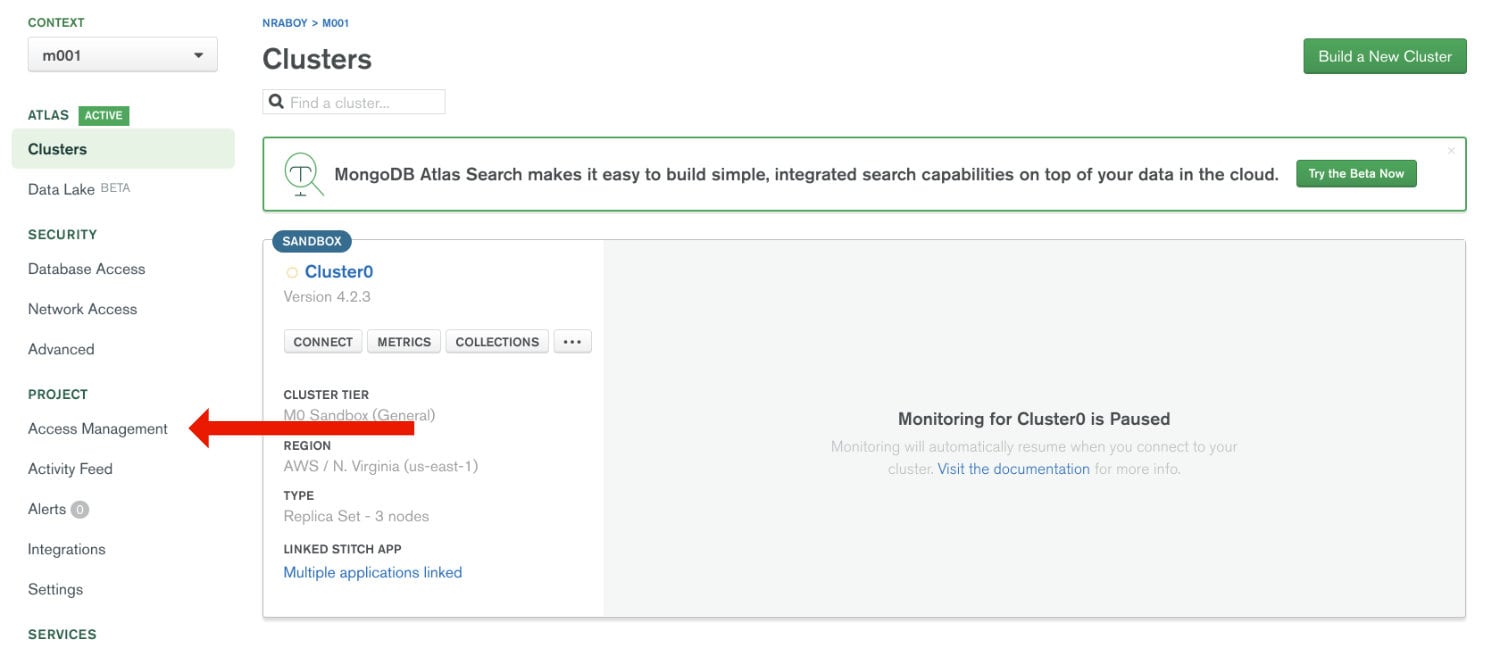 CONTEXT
m001
ATLAS ACTIVE
Clusters
Data Lake BETA
SECURITY
Database Access
Network Access
Advanced
PROJECT
Access Management
Activity Feed
Alerts 0
Integrations
Settings
SERVICES
NRABOY > M001
Clusters
Build a New Cluster
Find a cluster...
MongoDB Atlas Search makes it easy to build simple, integrated search capabilities on top of your data in the cloud.
Try the Beta Now
SANDBOX
Cluster0
Version 4.2.3
CONNECT METRICS COLLECTIONS ...
CLUSTER TIER
M0 Sandbox (General)
REGION
AWS / N. Virginia (us-east-1)
TYPE
Replica Set - 3 nodes
LINKED STITCH APP
Multiple applications linked
Monitoring for Cluster0 is Paused
Monitoring will automatically resume when you connect to your
cluster. Visit the documentation for more info.